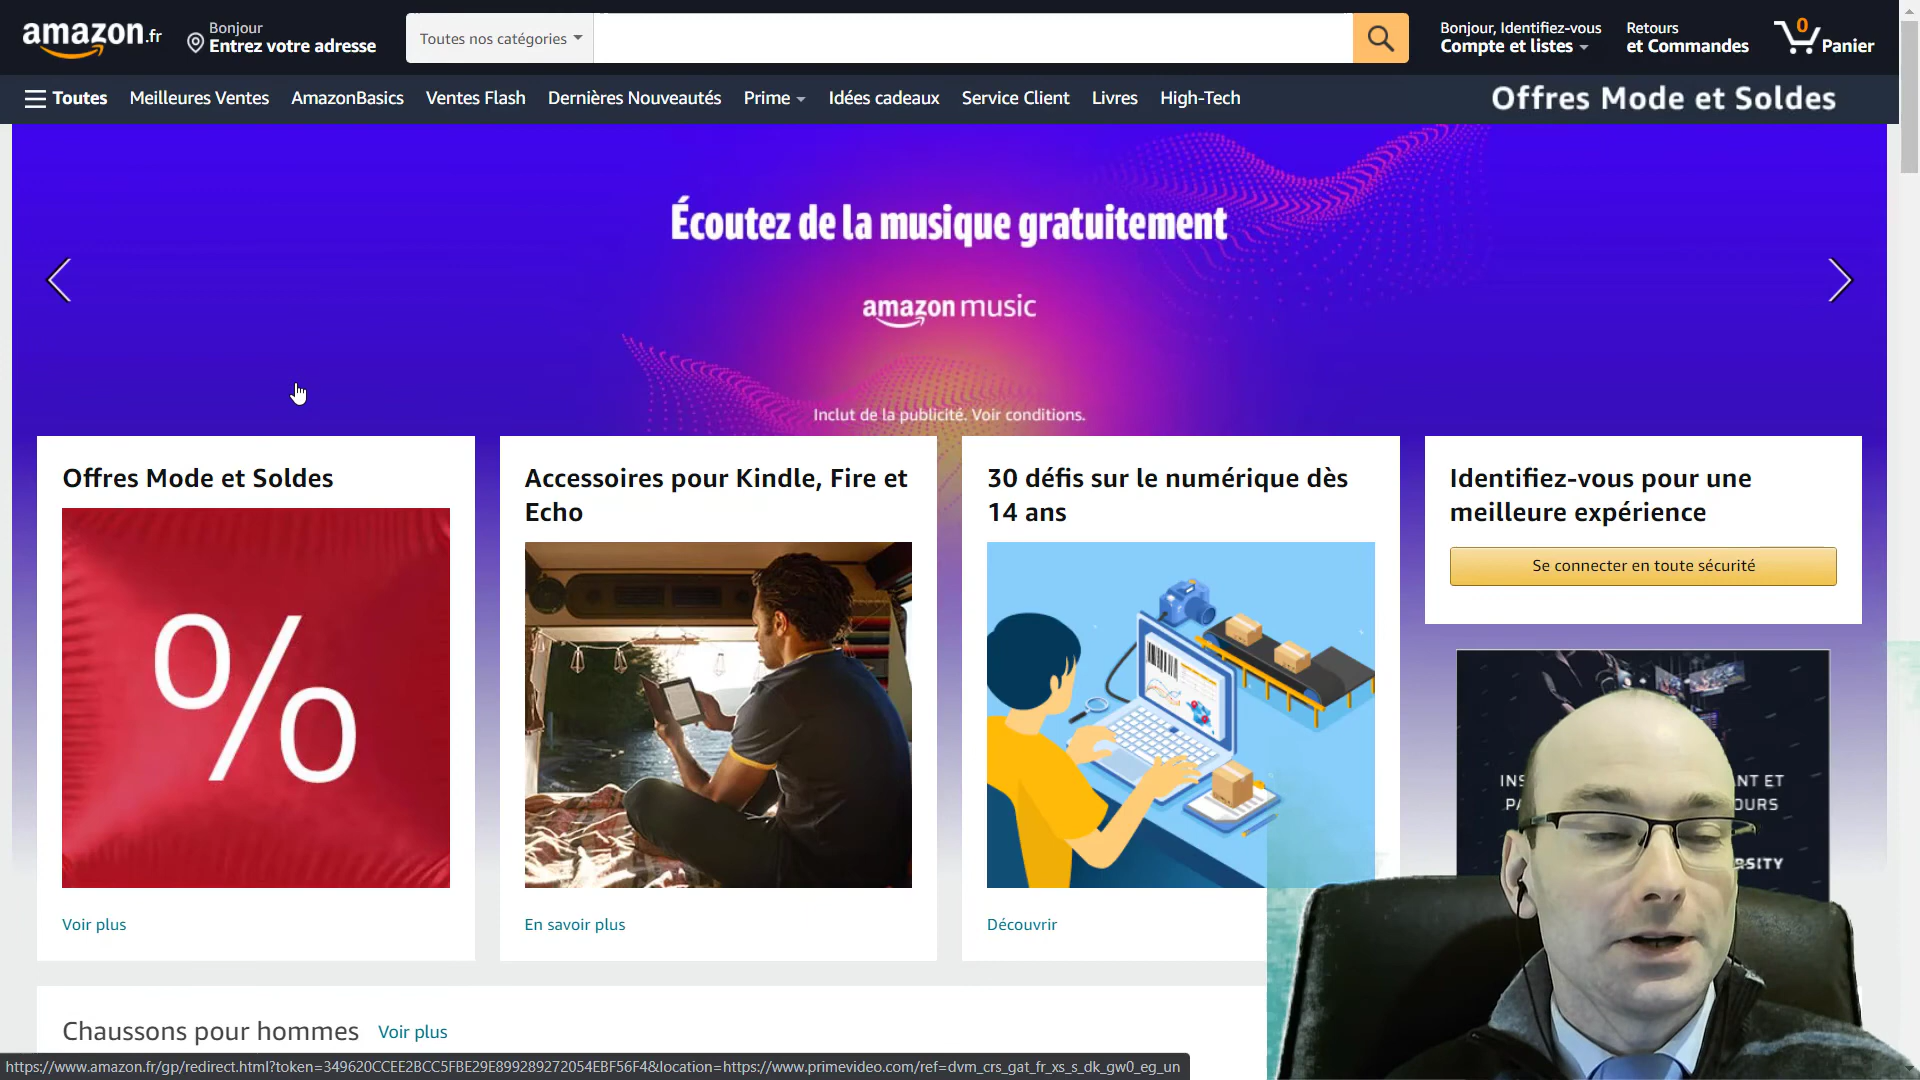 amazon.fr
Bonjour
Entrez votre adresse
Toutes nos catégories
Bonjour, Identifiez-vous
Compte et listes
Retours
et Commandes
0
Panier
Toutes
Meilleures Ventes
AmazonBasics
Ventes Flash
Dernières Nouveautés
Prime
Idées cadeaux
Service Client
Livres
High-Tech
Offres Mode et Soldes
Écoutez de la musique gratuitement
amazon music
Inclut de la publicité. Voir conditions.
Offres Mode et Soldes
%
Voir plus
Accessoires pour Kindle, Fire et
Echo
En savoir plus
30 défis sur le numérique dès
14 ans
Découvrir
Identifiez-vous pour une
meilleure expérience
Se connecter en toute sécurité
Chaussons pour hommes
Voir plus
https://www.amazon.fr/gp/redirect.html?token=349620CCEE2BCC5FBE29E899289272054EBF56F4&location=https://www.primevideo.com/ref=dvm_crs_gat_fr_xs_s_dk_gw0_eg_un